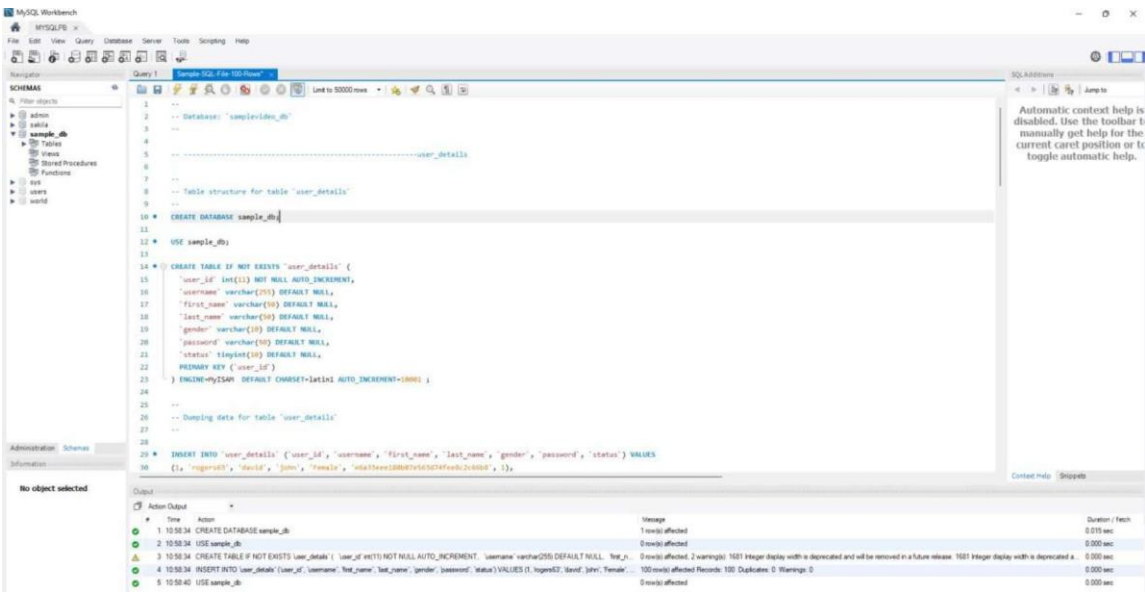 MySQL Workbench
MYSQLPB ×
File Edit View Query Database Server Tools Scripting Help
Navigator
SCHEMAS
Filter objects
admin
sakila
sample_db
Tables
Views
Stored Procedures
Functions
sys
users
world
Administration Schemas
Information
No object selected
Query 1 Sample-SQL-File-100-Rows* ×
Limit to 50000 rows
1 --
2 -- Database: `samplevideo_db`
3 --
4
5 -- --------------------------------------------------------user_details
6
7 --
8 -- Table structure for table `user_details`
9 --
10 CREATE DATABASE sample_db;
11
12 USE sample_db;
13
14 CREATE TABLE IF NOT EXISTS `user_details` (
15 `user_id` int(11) NOT NULL AUTO_INCREMENT,
16 `username` varchar(255) DEFAULT NULL,
17 `first_name` varchar(50) DEFAULT NULL,
18 `last_name` varchar(50) DEFAULT NULL,
19 `gender` varchar(10) DEFAULT NULL,
20 `password` varchar(50) DEFAULT NULL,
21 `status` tinyint(10) DEFAULT NULL,
22 PRIMARY KEY (`user_id`)
23 ) ENGINE=MyISAM DEFAULT CHARSET=latin1 AUTO_INCREMENT=10001 ;
24
25 --
26 -- Dumping data for table `user_details`
27 --
28
29 INSERT INTO `user_details` (`user_id`, `username`, `first_name`, `last_name`, `gender`, `password`, `status`) VALUES
30 (1, 'rogers63', 'david', 'john', 'Female', 1),
SQL Additions
Jump to
Automatic context help is
disabled. Use the toolbar t
manually get help for the
current caret position or to
toggle automatic help.
Context Help Snippets
Output
Action Output
# Time Action Message Duration / Fetch
1 10:58:34 CREATE DATABASE sample_db 1 row(s) affected 0.015 sec
2 10:58:34 USE sample_db 0 row(s) affected 0.000 sec
3 10:58:34 CREATE TABLE IF NOT EXISTS `user_details` ( `user_id` int(11) NOT NULL AUTO_INCREMENT, `username` varchar(255) DEFAULT NULL, `first_n... 0 row(s) affected, 2 warning(s): 1681 Integer display width is deprecated and will be removed in a future release. 1681 Integer display width is deprecated a... 0.000 sec
4 10:58:34 INSERT INTO `user_details` (`user_id`, `username`, `first_name`, `last_name`, `gender`, `password`, `status`) VALUES (1, 'rogers63', 'david', 'john', 'Female', ... 100 row(s) affected Records: 100 Duplicates: 0 Warnings: 0 0.000 sec
5 10:58:40 USE sample_db 0 row(s) affected 0.000 sec